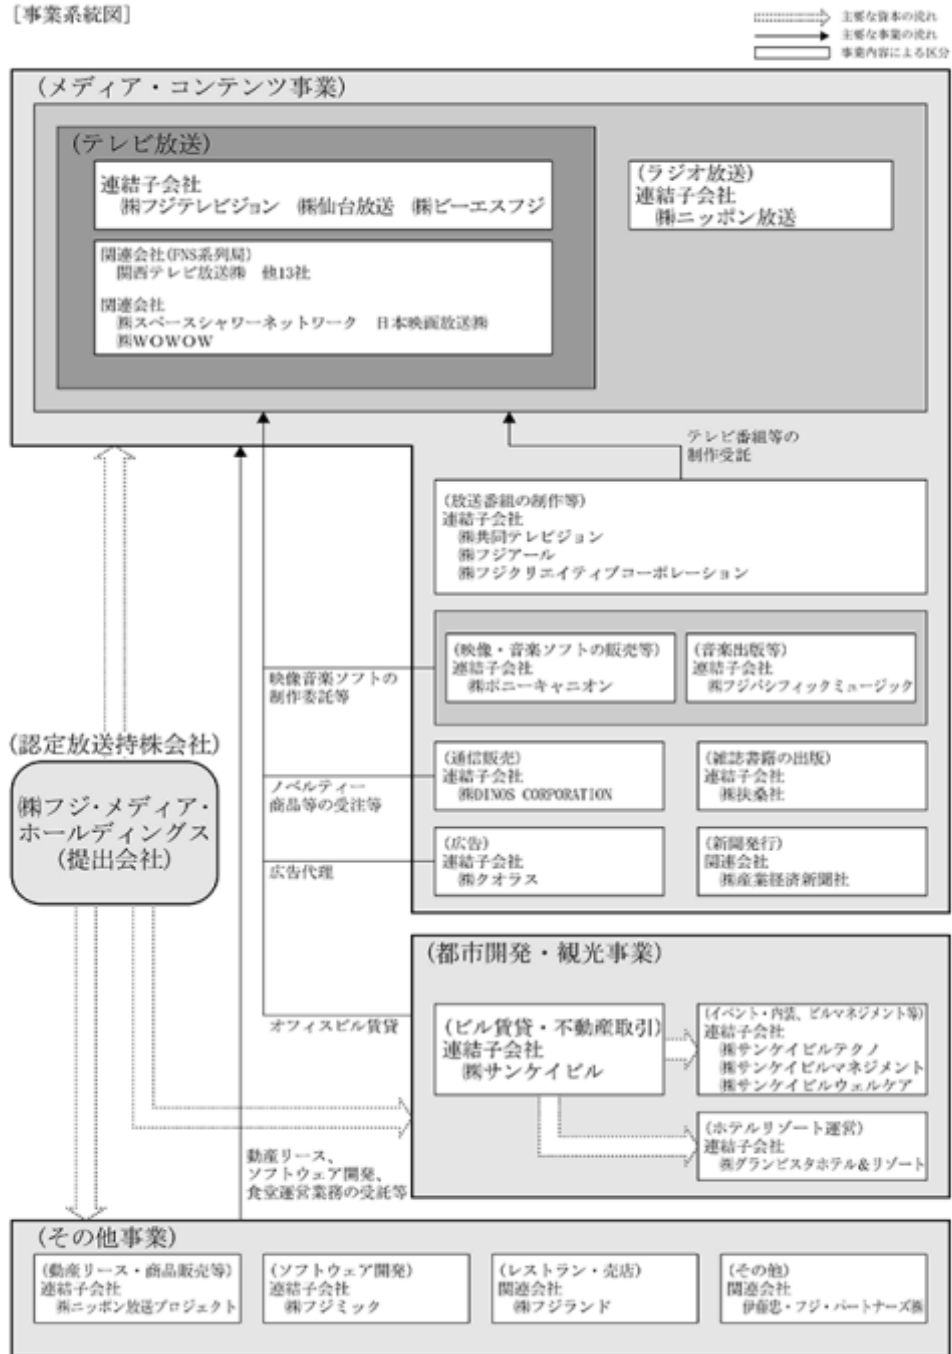 [事業系統図]
主要な資本の流れ
主要な事業の流れ
事業内容による区分
(メディア・コンテンツ事業)
(テレビ放送)
連結子会社
㈱フジテレビジョン ㈱仙台放送 ㈱ビーエスフジ
関連会社(FNS系列局)
関西テレビ放送㈱ 他13社
関連会社
㈱スペースシャワーネットワーク 日本映画放送㈱
㈱WOWOW
(ラジオ放送)
連結子会社
㈱ニッポン放送
テレビ番組等の
制作受託
(放送番組の制作等)
連結子会社
㈱共同テレビジョン
㈱フジアール
㈱フジクリエイティブコーポレーション
映像音楽ソフトの
制作委託等
(映像・音楽ソフトの販売等)
連結子会社
㈱ポニーキャニオン
(音楽出版等)
連結子会社
㈱フジパシフィックミュージック
ノベルティー
商品等の受注等
(通信販売)
連結子会社
㈱DINOS CORPORATION
(雑誌書籍の出版)
連結子会社
㈱扶桑社
広告代理
(広告)
連結子会社
㈱クオラス
(新聞発行)
関連会社
㈱産業経済新聞社
(認定放送持株会社)
㈱フジ・メディア・
ホールディングス
(提出会社)
(都市開発・観光事業)
オフィスビル賃貸
(ビル賃貸・不動産取引)
連結子会社
㈱サンケイビル
(イベント・内装、ビルマネジメント等)
連結子会社
㈱サンケイビルテクノ
㈱サンケイビルマネジメント
㈱サンケイビルウェルケア
(ホテルリゾート運営)
連結子会社
㈱グランビスタホテル&リゾート
動産リース、
ソフトウェア開発、
食堂運営業務の受託等
(その他事業)
(動産リース・商品販売等)
連結子会社
㈱ニッポン放送プロジェクト
(ソフトウェア開発)
連結子会社
㈱フジミック
(レストラン・売店)
関連会社
㈱フジランド
(その他)
関連会社
伊藤忠・フジ・パートナーズ㈱